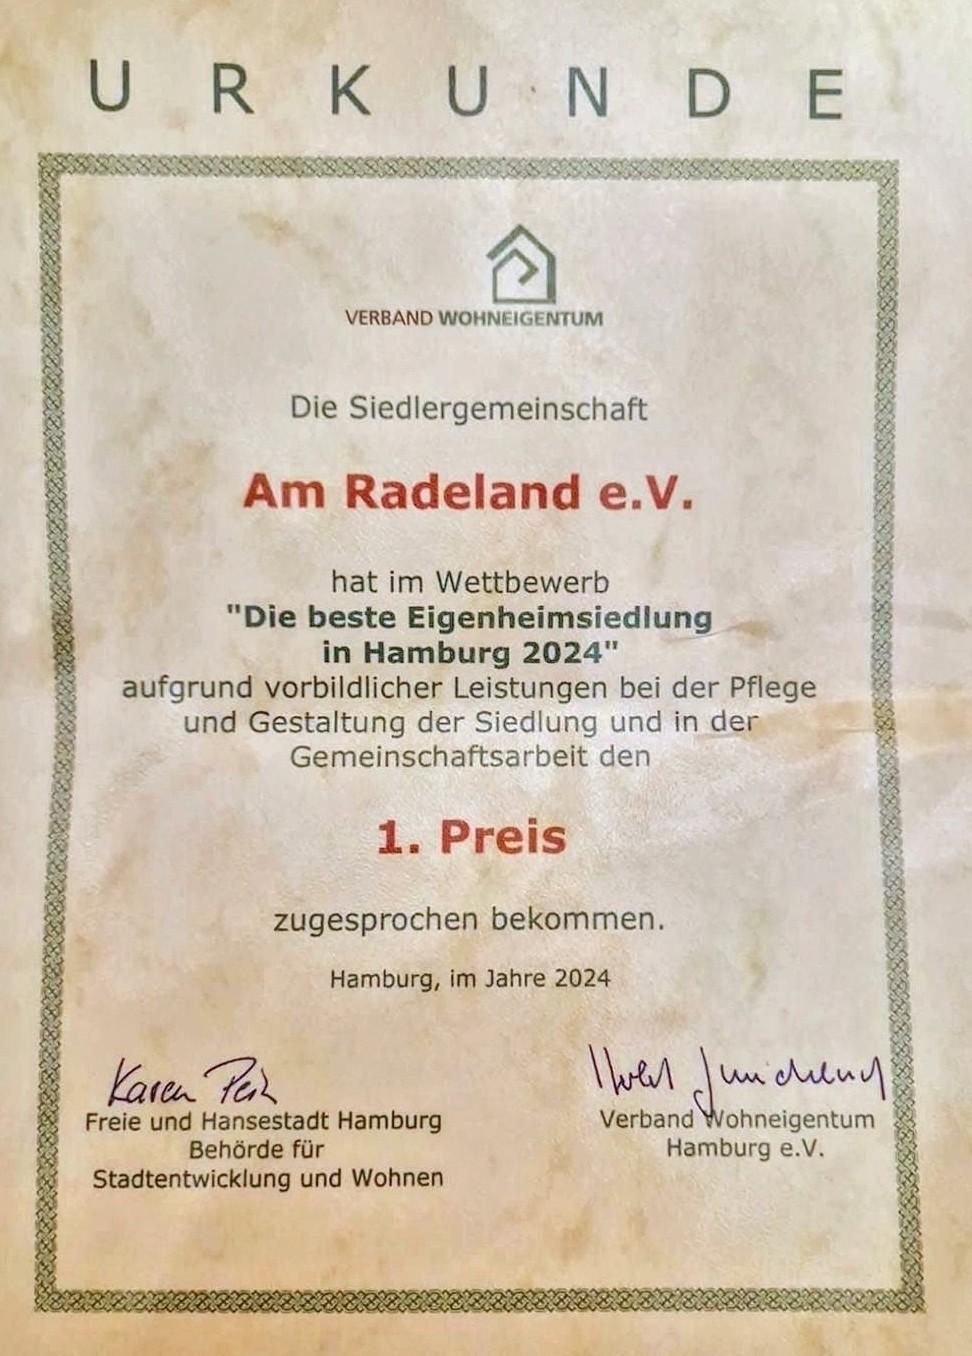 URKUNDE
VERBAND WOHNEIGENTUM
Die Siedlergemeinschaft
Am Radeland e.V.
hat im Wettbewerb
"Die beste Eigenheimsiedlung
in Hamburg 2024"
aufgrund vorbildlicher Leistungen bei der Pflege
und Gestaltung der Siedlung und in der
Gemeinschaftsarbeit den
1. Preis
zugesprochen bekommen.
Hamburg, im Jahre 2024
Karen
Freie und Hansestadt Hamburg
Behörde für
Stadtentwicklung und Wohnen
Verband Wohneigentum
Hamburg e.V.